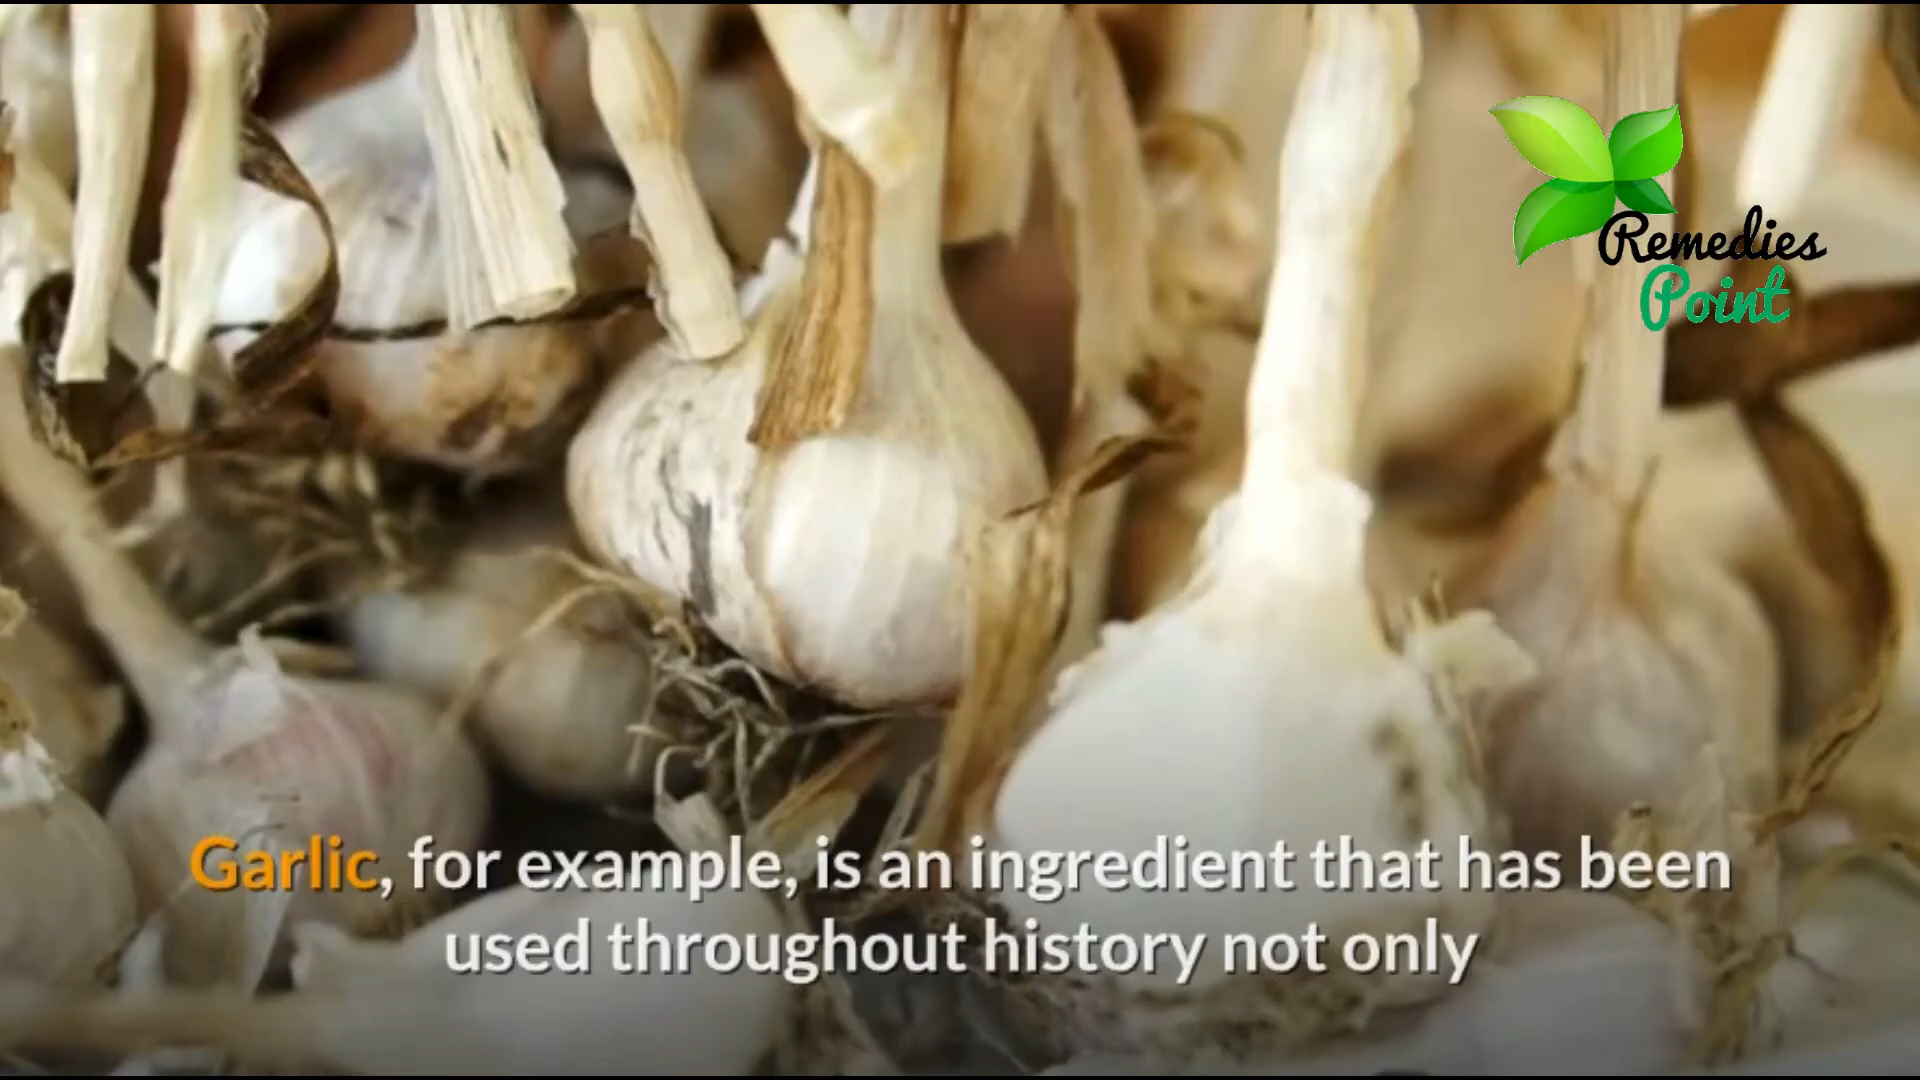 Remedies
Point
Garlic, for example, is an ingredient that has been
used throughout history not only